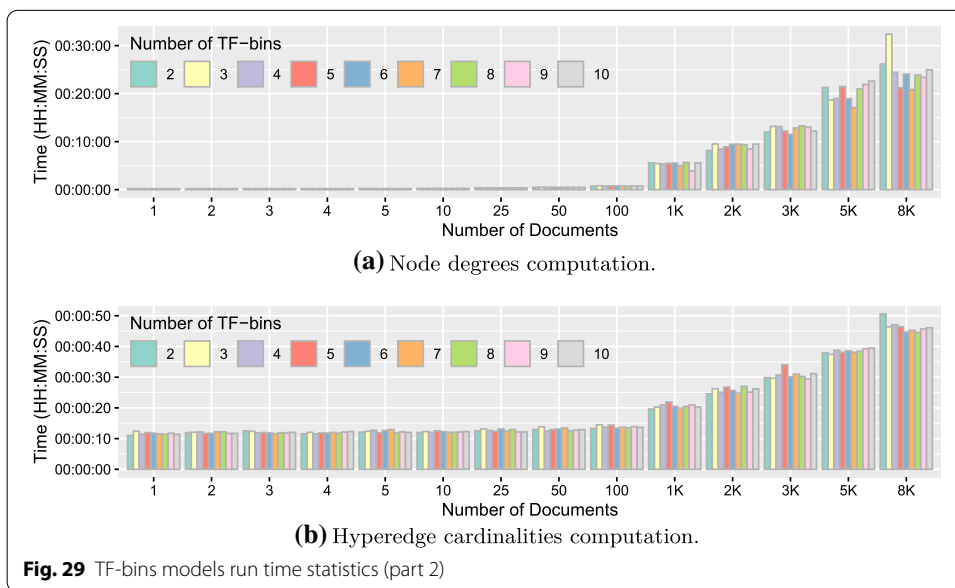 Number of TF-bins
2 3 4 5 6 7 8 9 10
00:30:00
00:20:00
00:10:00
00:00:00
Time (HH:MM:SS)
1 2 3 4 5 10 25 50 100 1K 2K 3K 5K 8K
Number of Documents
(a) Node degrees computation.
Number of TF-bins
2 3 4 5 6 7 8 9 10
00:00:50
00:00:40
00:00:30
00:00:20
00:00:10
00:00:00
Time (HH:MM:SS)
1 2 3 4 5 10 25 50 100 1K 2K 3K 5K 8K
Number of Documents
(b) Hyperedge cardinalities computation.
Fig. 29 TF-bins models run time statistics (part 2)